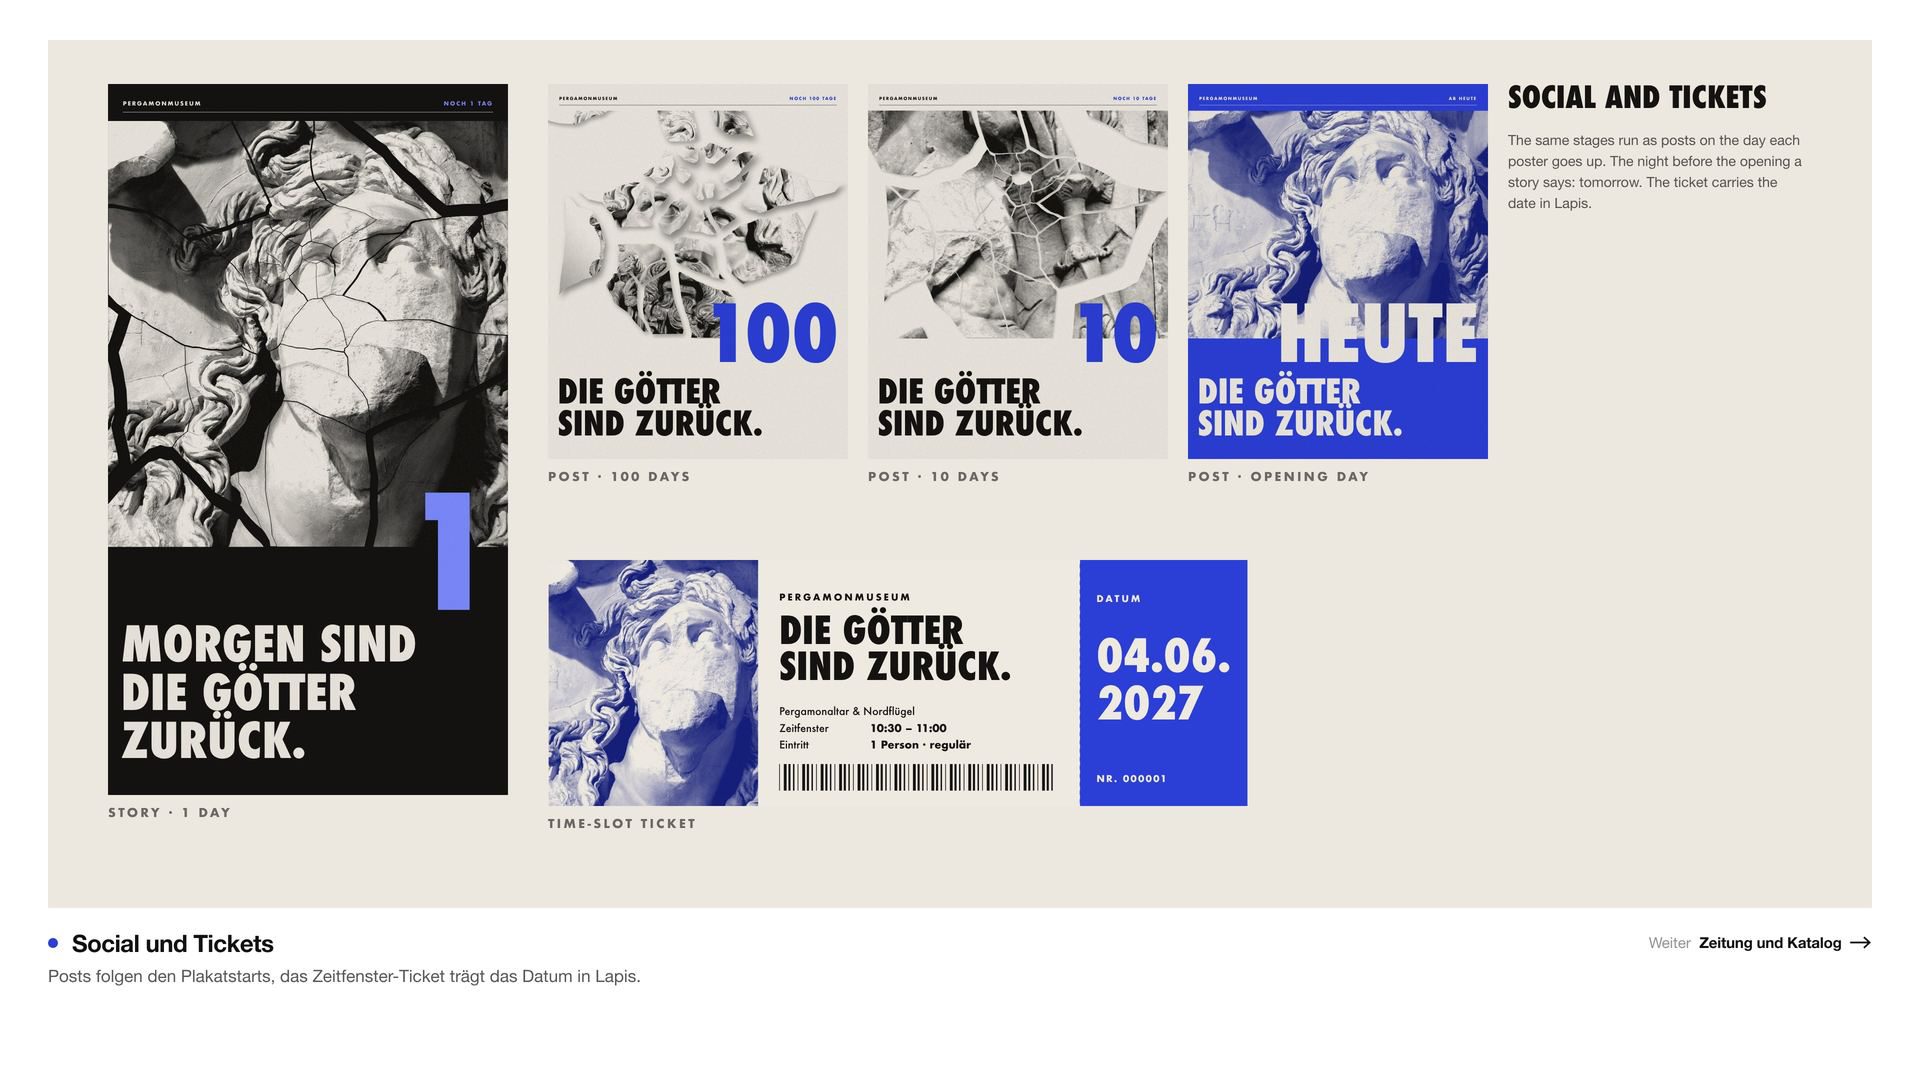 PERGAMONMUSEUM
NOCH 1 TAG
1
MORGEN SIND
DIE GÖTTER
ZURÜCK.
STORY · 1 DAY
PERGAMONMUSEUM
NOCH 100 TAGE
100
DIE GÖTTER
SIND ZURÜCK.
POST · 100 DAYS
PERGAMONMUSEUM
NOCH 10 TAGE
10
DIE GÖTTER
SIND ZURÜCK.
POST · 10 DAYS
PERGAMONMUSEUM
AB HEUTE
HEUTE
DIE GÖTTER
SIND ZURÜCK.
POST · OPENING DAY
SOCIAL AND TICKETS
The same stages run as posts on the day each
poster goes up. The night before the opening a
story says: tomorrow. The ticket carries the
date in Lapis.
PERGAMONMUSEUM
DIE GÖTTER
SIND ZURÜCK.
Pergamonaltar & Nordflügel
Zeitfenster 10:30 – 11:00
Eintritt 1 Person · regulär
DATUM
04.06.
2027
NR. 000001
TIME-SLOT TICKET
Social und Tickets
Posts folgen den Plakatstarts, das Zeitfenster-Ticket trägt das Datum in Lapis.
Weiter Zeitung und Katalog →